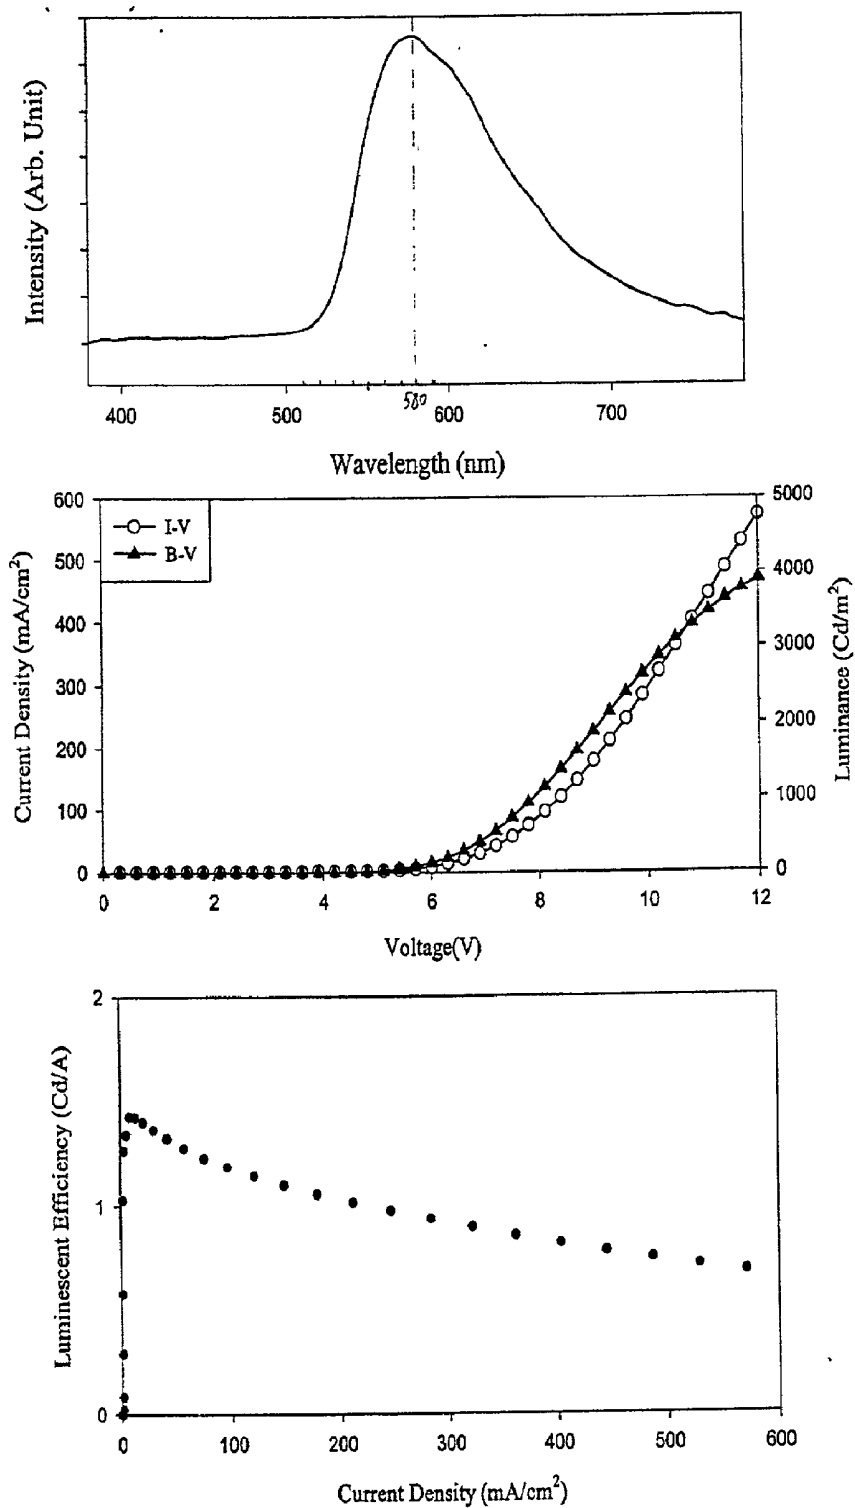 Intensity (Arb. Unit)
400 500 580 600 700
Wavelength (nm)
600 5000
I-V
B-V
500
4000
400
3000
300
2000
200
1000
100
0 0
0 2 4 6 8 10 12
Current Density (mA/cm²)
Luminance (Cd/m²)
Voltage(V)
2
1
0
Luminescent Efficiency (Cd/A)
0 100 200 300 400 500 600
Current Density (mA/cm²)